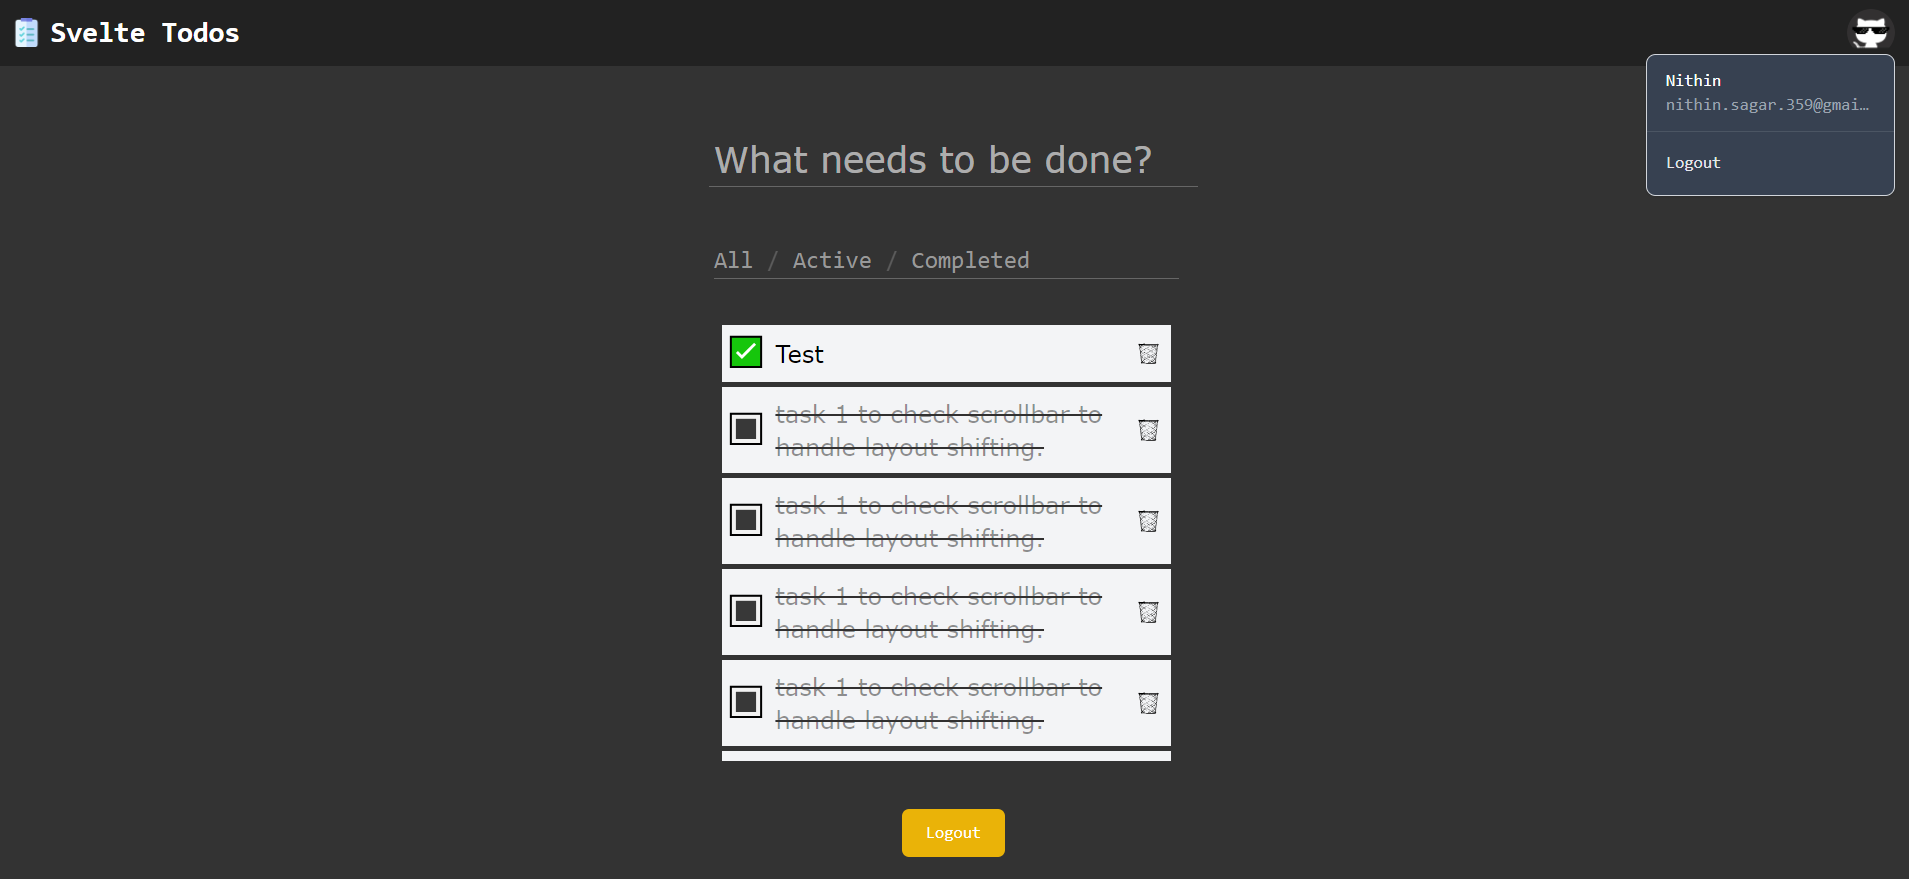 Svelte Todos
Nithin
nithin.sagar.359@gmai…
Logout
What needs to be done?
All / Active / Completed
Test
task 1 to check scrollbar to
handle layout shifting.
task 1 to check scrollbar to
handle layout shifting.
task 1 to check scrollbar to
handle layout shifting.
task 1 to check scrollbar to
handle layout shifting.
Logout